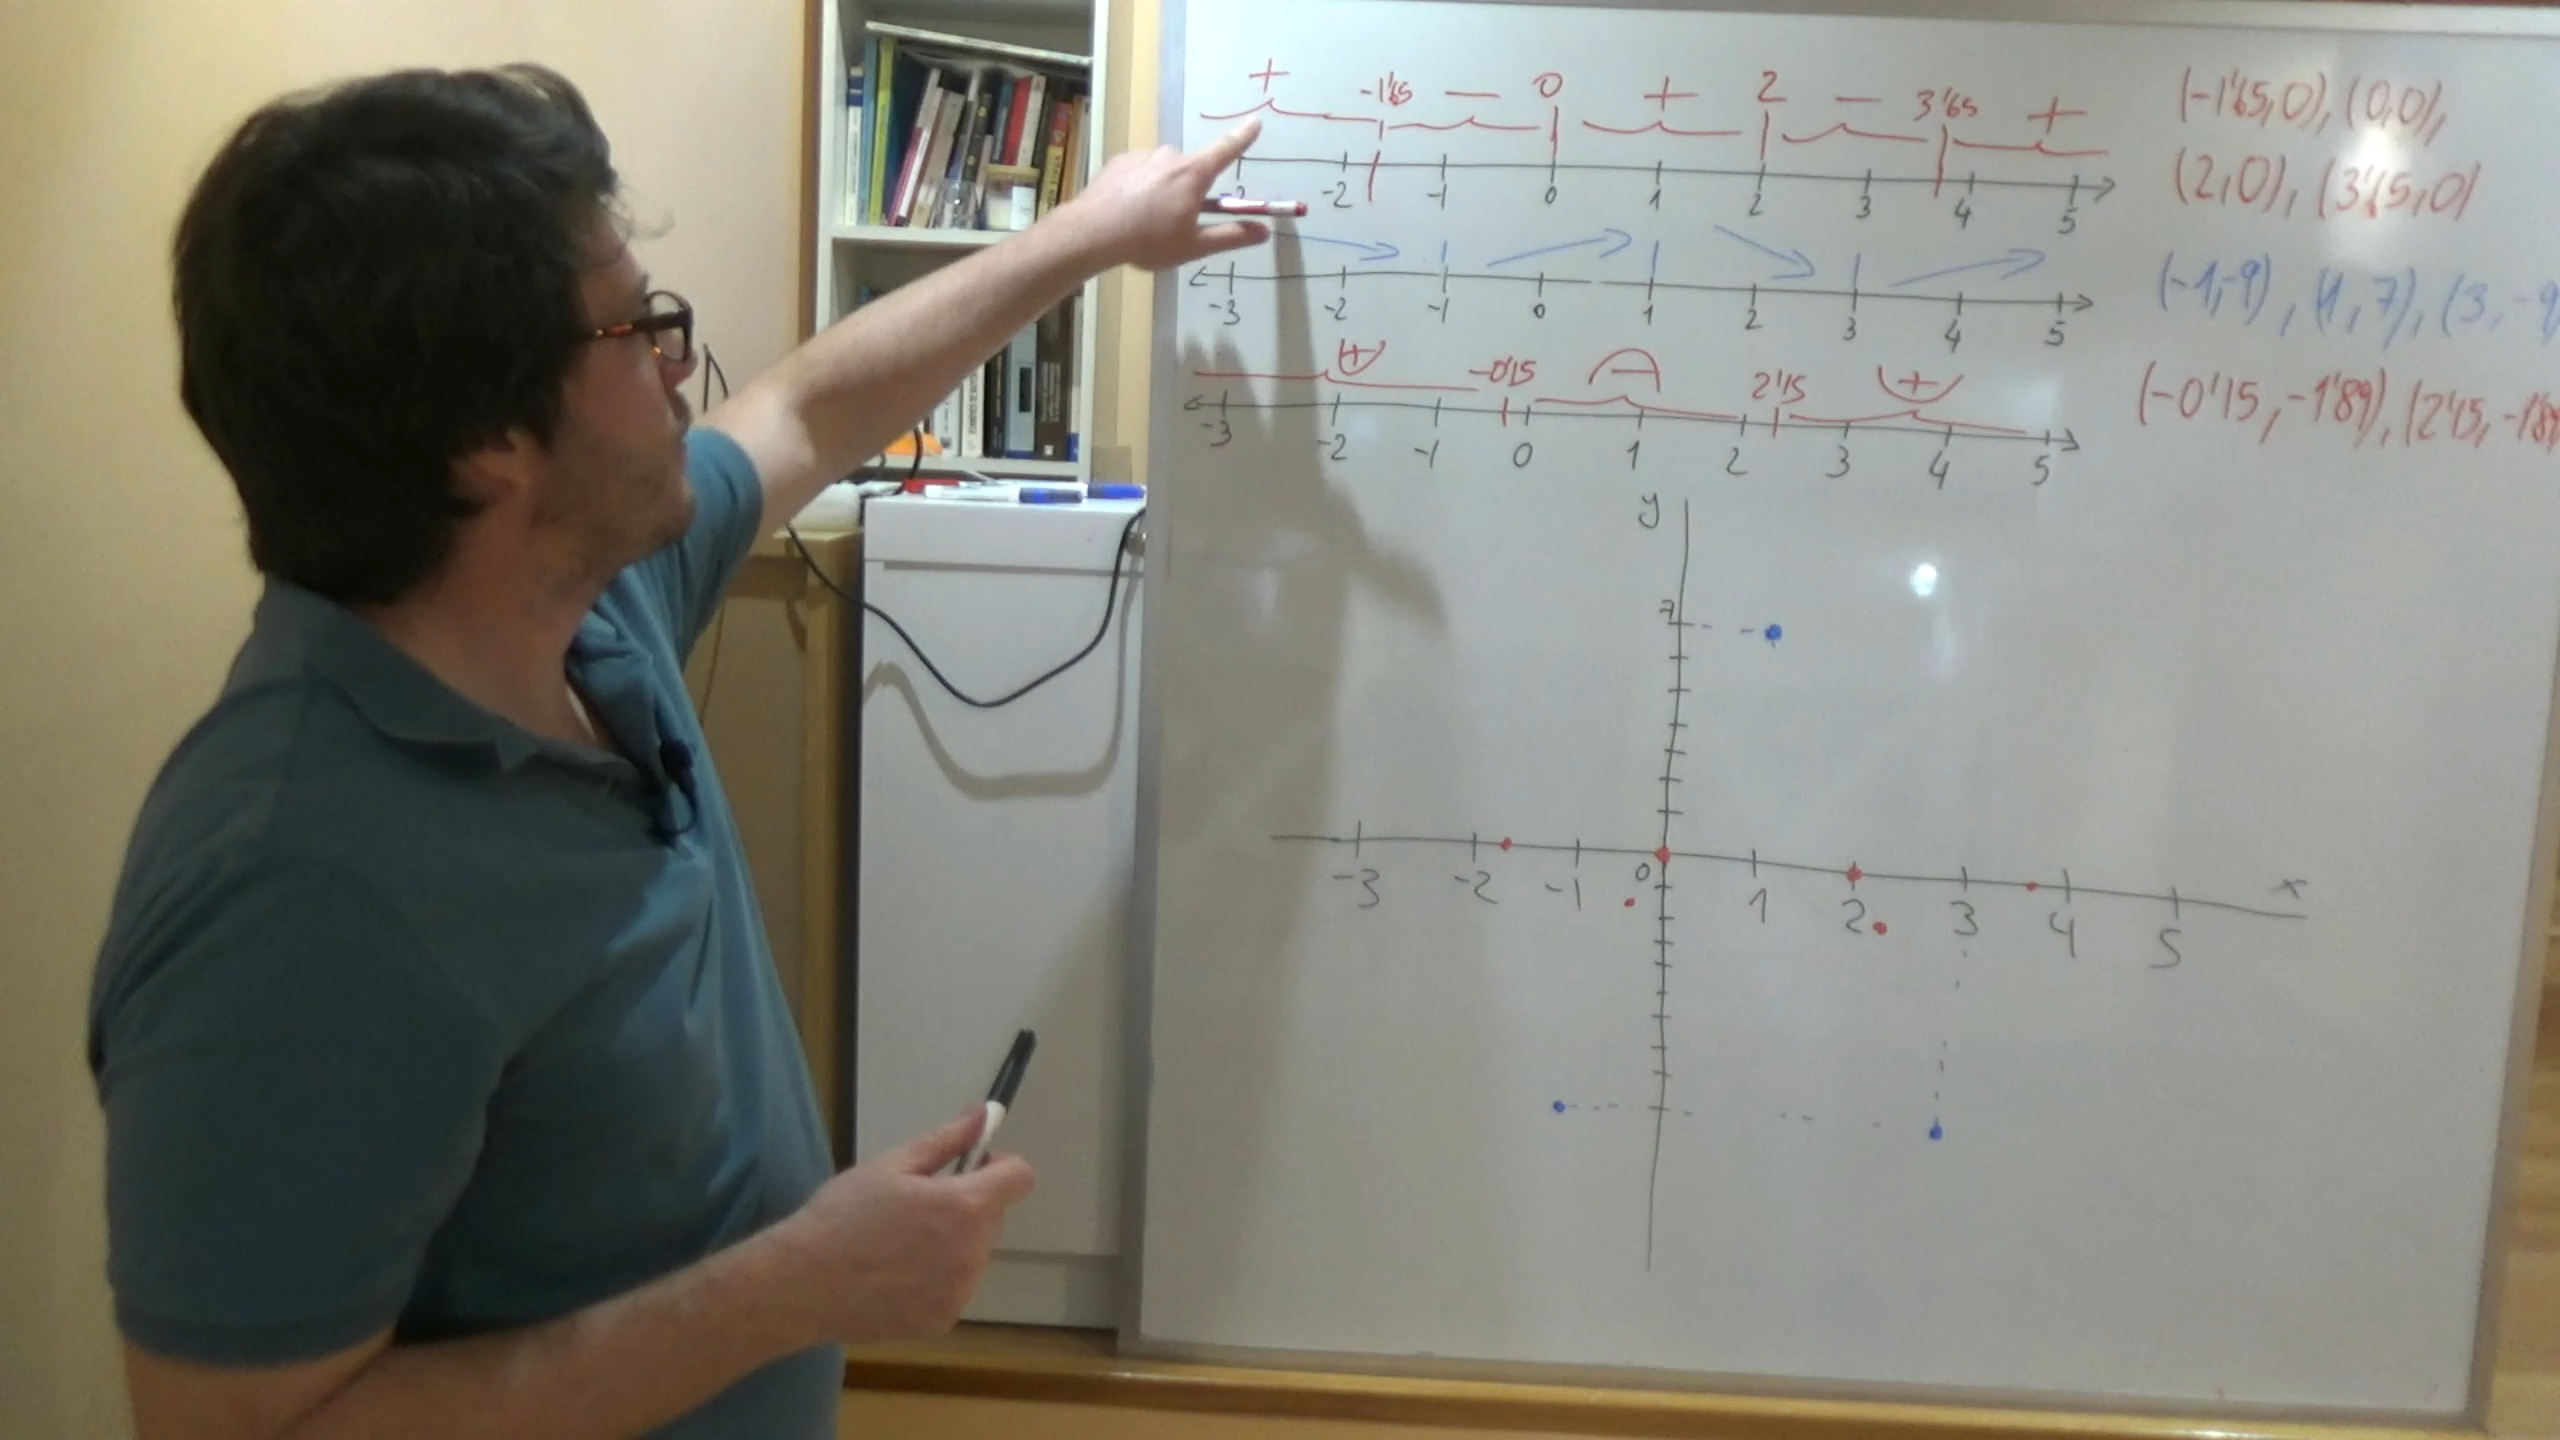 + -1'65 — 0 + 2 — 3'65 + (-1'65,0), (0,0),
-2 -1 0 1 2 3 4 5 (2,0), (3'65,0)
-3 -2 -1 0 1 2 3 4 5 (-1,-9), (1,7), (3,-9
+ -0'15 — 2'15 + (-0'15,-1'89), (2'15,-1'89
-3 -2 -1 0 1 2 3 4 5
y
7
-3 -2 -1 0 1 2 3 4 5 x